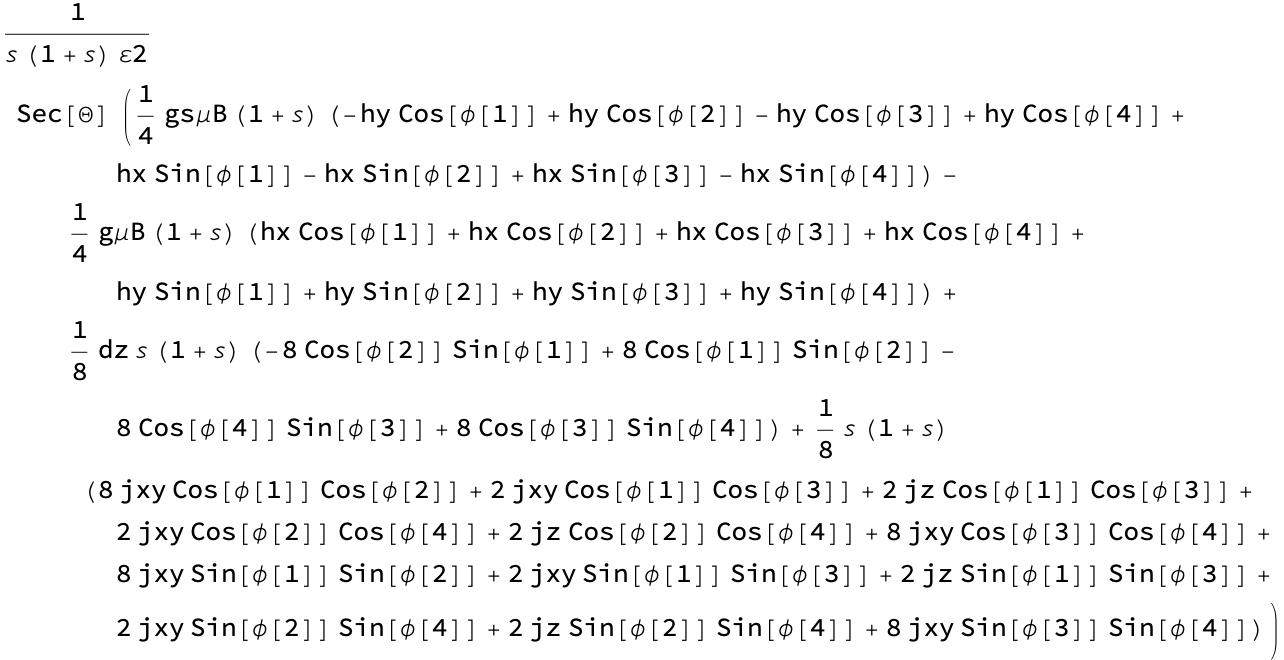 1
s (1 + s) ε2
Sec[Θ] (1/4 gsμB (1 + s) (-hy Cos[ϕ[1]] + hy Cos[ϕ[2]] - hy Cos[ϕ[3]] + hy Cos[ϕ[4]] +
hx Sin[ϕ[1]] - hx Sin[ϕ[2]] + hx Sin[ϕ[3]] - hx Sin[ϕ[4]]) -
1/4 gμB (1 + s) (hx Cos[ϕ[1]] + hx Cos[ϕ[2]] + hx Cos[ϕ[3]] + hx Cos[ϕ[4]] +
hy Sin[ϕ[1]] + hy Sin[ϕ[2]] + hy Sin[ϕ[3]] + hy Sin[ϕ[4]]) +
1/8 dz s (1 + s) (-8 Cos[ϕ[2]] Sin[ϕ[1]] + 8 Cos[ϕ[1]] Sin[ϕ[2]] -
8 Cos[ϕ[4]] Sin[ϕ[3]] + 8 Cos[ϕ[3]] Sin[ϕ[4]]) + 1/8 s (1 + s)
(8 jxy Cos[ϕ[1]] Cos[ϕ[2]] + 2 jxy Cos[ϕ[1]] Cos[ϕ[3]] + 2 jz Cos[ϕ[1]] Cos[ϕ[3]] +
2 jxy Cos[ϕ[2]] Cos[ϕ[4]] + 2 jz Cos[ϕ[2]] Cos[ϕ[4]] + 8 jxy Cos[ϕ[3]] Cos[ϕ[4]] +
8 jxy Sin[ϕ[1]] Sin[ϕ[2]] + 2 jxy Sin[ϕ[1]] Sin[ϕ[3]] + 2 jz Sin[ϕ[1]] Sin[ϕ[3]] +
2 jxy Sin[ϕ[2]] Sin[ϕ[4]] + 2 jz Sin[ϕ[2]] Sin[ϕ[4]] + 8 jxy Sin[ϕ[3]] Sin[ϕ[4]]))